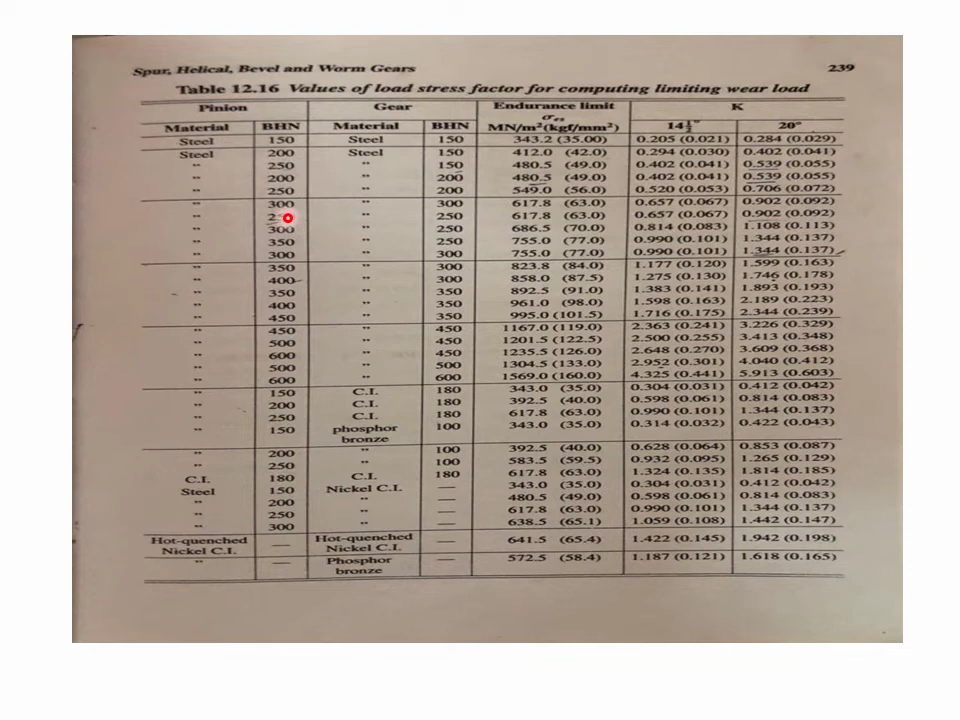 Spur, Helical, Bevel and Worm Gears 239
Table 12.16 Values of load stress factor for computing limiting wear load
Pinion Gear Endurance limit K
σes
Material BHN Material BHN MN/m² (kgf/mm²) 14½° 20°
Steel 150 Steel 150 343.2 (35.00) 0.205 (0.021) 0.284 (0.029)
Steel 200 Steel 150 412.0 (42.0) 0.294 (0.030) 0.402 (0.041)
" 250 " 150 480.5 (49.0) 0.402 (0.041) 0.539 (0.055)
" 200 " 200 480.5 (49.0) 0.402 (0.041) 0.539 (0.055)
" 250 " 200 549.0 (56.0) 0.520 (0.053) 0.706 (0.072)
" 300 " 300 617.8 (63.0) 0.657 (0.067) 0.902 (0.092)
" " 250 617.8 (63.0) 0.657 (0.067) 0.902 (0.092)
" 300 " 250 686.5 (70.0) 0.814 (0.083) 1.108 (0.113)
" 350 " 250 755.0 (77.0) 0.990 (0.101) 1.344 (0.137)
" 300 " 300 755.0 (77.0) 0.990 (0.101) 1.344 (0.137)
" 350 " 300 823.8 (84.0) 1.177 (0.120) 1.599 (0.163)
" 400 " 300 858.0 (87.5) 1.275 (0.130) 1.746 (0.178)
" 350 " 350 892.5 (91.0) 1.383 (0.141) 1.893 (0.193)
" 400 " 350 961.0 (98.0) 1.598 (0.163) 2.189 (0.223)
" 450 " 350 995.0 (101.5) 1.716 (0.175) 2.344 (0.239)
" 450 " 450 1167.0 (119.0) 2.363 (0.241) 3.226 (0.329)
" 500 " 450 1201.5 (122.5) 2.500 (0.255) 3.413 (0.348)
" 600 " 450 1235.5 (126.0) 2.648 (0.270) 3.609 (0.368)
" 500 " 500 1304.5 (133.0) 2.952 (0.301) 4.040 (0.412)
" 600 " 600 1569.0 (160.0) 4.325 (0.441) 5.913 (0.603)
" 150 C.I. 180 343.0 (35.0) 0.304 (0.031) 0.412 (0.042)
" 200 C.I. 180 392.5 (40.0) 0.598 (0.061) 0.814 (0.083)
" 250 C.I. 180 617.8 (63.0) 0.990 (0.101) 1.344 (0.137)
" 150 phosphor 100 343.0 (35.0) 0.314 (0.032) 0.422 (0.043)
bronze
" 200 " 100 392.5 (40.0) 0.628 (0.064) 0.853 (0.087)
" 250 " 100 583.5 (59.5) 0.932 (0.095) 1.265 (0.129)
C.I. 180 C.I. 180 617.8 (63.0) 1.324 (0.135) 1.814 (0.185)
Steel 150 Nickel C.I. — 343.0 (35.0) 0.304 (0.031) 0.412 (0.042)
" 200 " — 480.5 (49.0) 0.598 (0.061) 0.814 (0.083)
" 250 " — 617.8 (63.0) 0.990 (0.101) 1.344 (0.137)
" 300 " — 638.5 (65.1) 1.059 (0.108) 1.442 (0.147)
Hot-quenched — Hot-quenched — 641.5 (65.4) 1.422 (0.145) 1.942 (0.198)
Nickel C.I. Nickel C.I.
" — Phosphor — 572.5 (58.4) 1.187 (0.121) 1.618 (0.165)
bronze